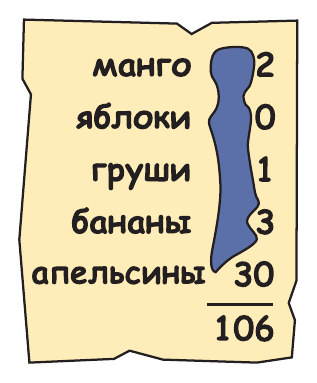 манго 2
яблоки 0
груши 1
бананы 3
апельсины 30
106